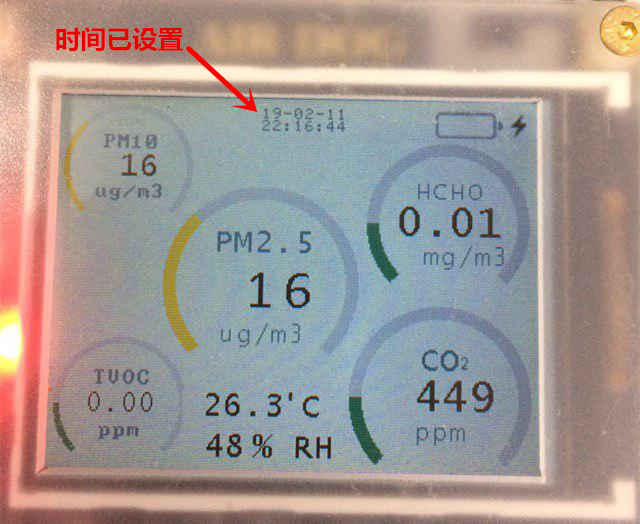 时间已设置
19-02-11
22:16:44
PM10
16
ug/m3
HCHO
0.01
mg/m3
PM2.5
16
ug/m3
TVOC
0.00
ppm
CO₂
449
ppm
26.3'C
48% RH